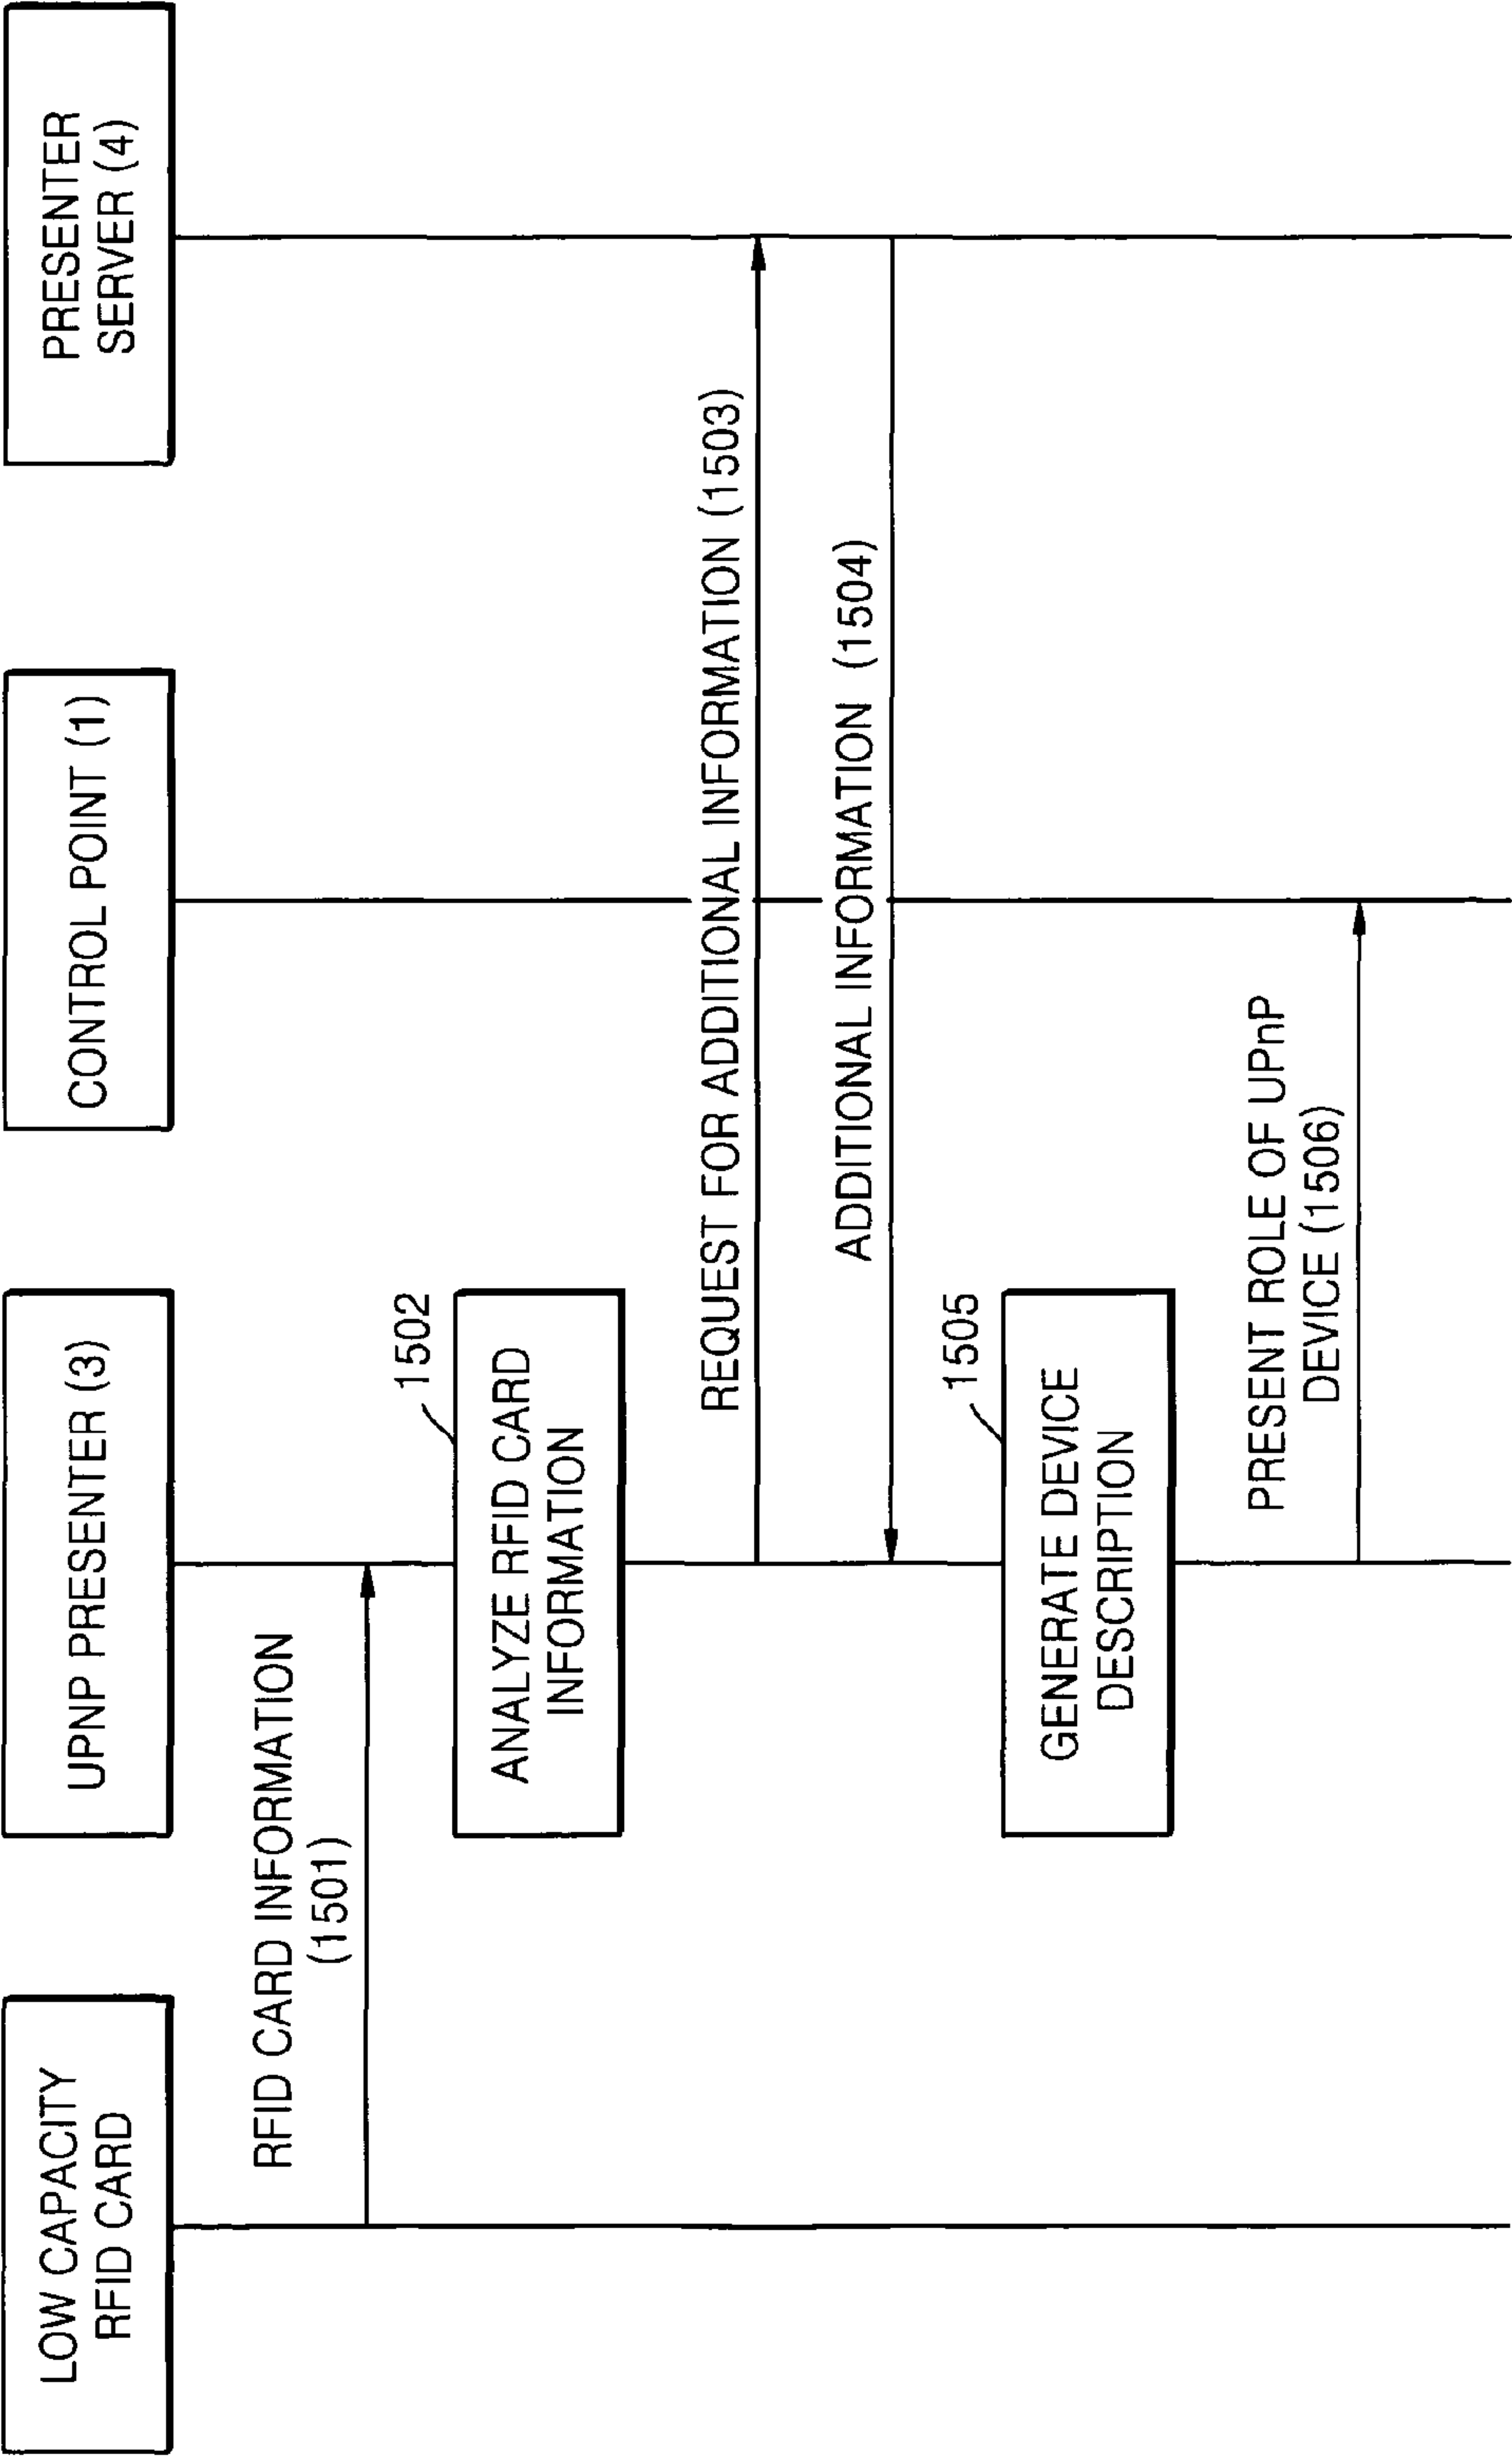 LOW CAPACITY
RFID CARD
UPNP PRESENTER (3)
CONTROL POINT (1)
PRESENTER
SERVER (4)
RFID CARD INFORMATION
(1501)
1502
ANALYZE RFID CARD
INFORMATION
REQUEST FOR ADDITIONAL INFORMATION (1503)
ADDITIONAL INFORMATION (1504)
1505
GENERATE DEVICE
DESCRIPTION
PRESENT ROLE OF UPnP
DEVICE (1506)